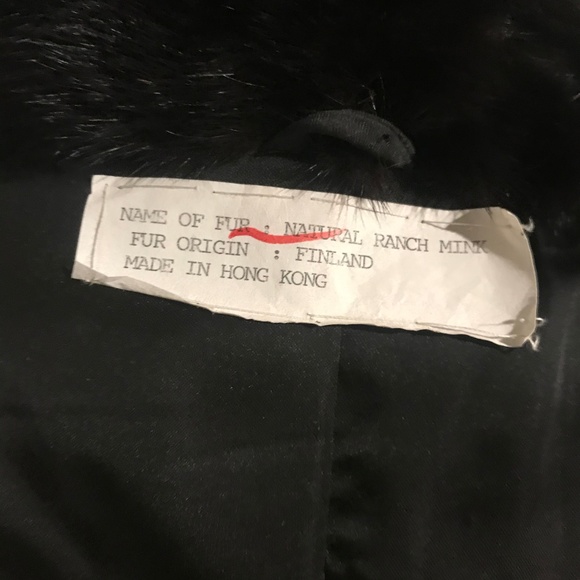 NAME OF FUR : NATURAL RANCH MINK
FUR ORIGIN : FINLAND
MADE IN HONG KONG